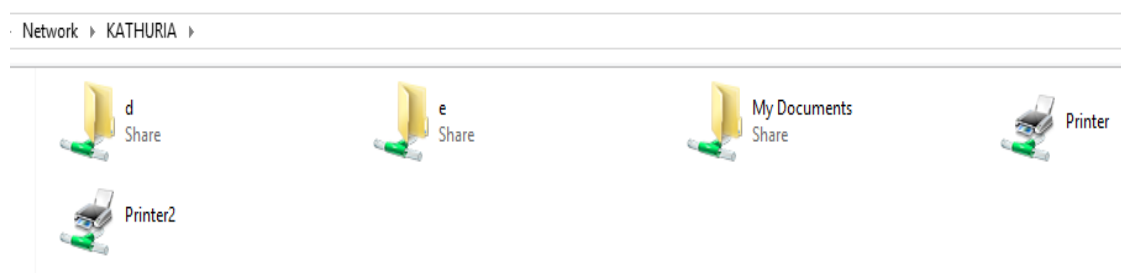 Network KATHURIA
d
Share
e
Share
My Documents
Share
Printer
Printer2